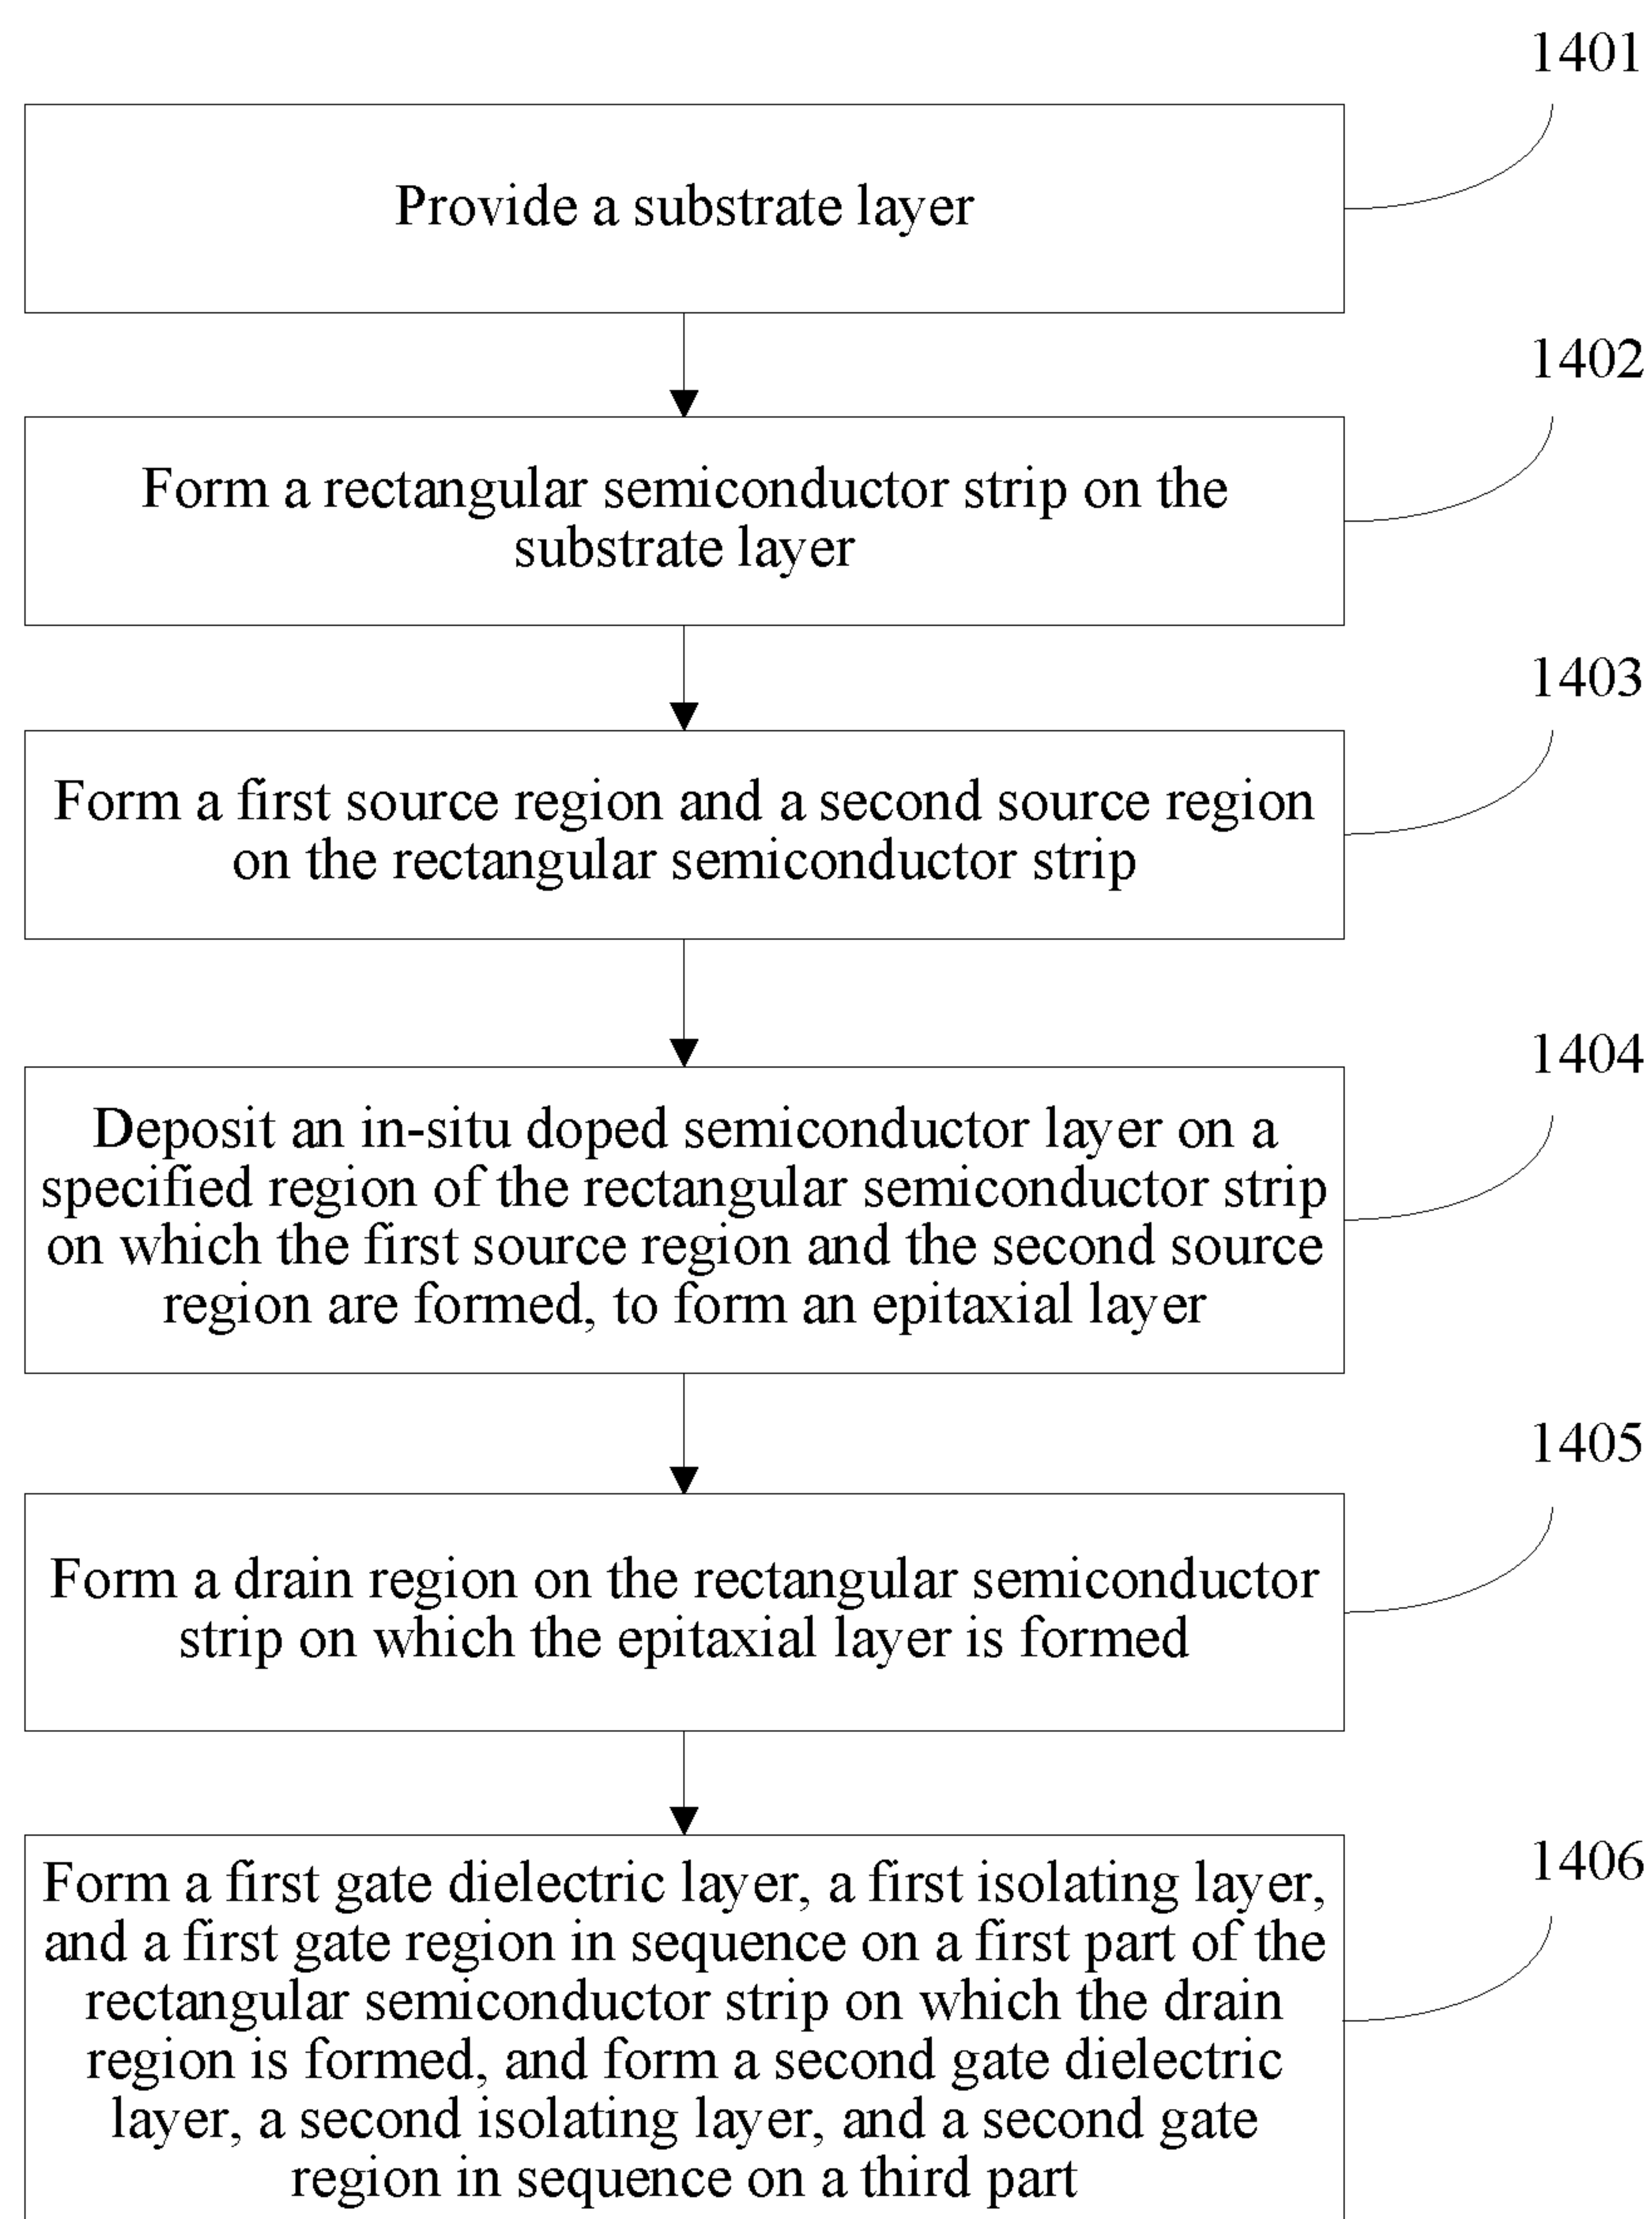 1401
Provide a substrate layer
1402
Form a rectangular semiconductor strip on the
substrate layer
1403
Form a first source region and a second source region
on the rectangular semiconductor strip
1404
Deposit an in-situ doped semiconductor layer on a
specified region of the rectangular semiconductor strip
on which the first source region and the second source
region are formed, to form an epitaxial layer
1405
Form a drain region on the rectangular semiconductor
strip on which the epitaxial layer is formed
1406
Form a first gate dielectric layer, a first isolating layer,
and a first gate region in sequence on a first part of the
rectangular semiconductor strip on which the drain
region is formed, and form a second gate dielectric
layer, a second isolating layer, and a second gate
region in sequence on a third part